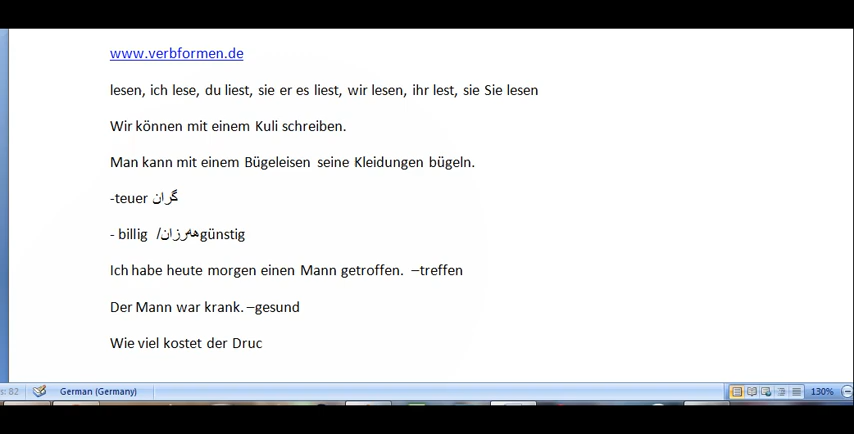 www.verbformen.de
lesen, ich lese, du liest, sie er es liest, wir lesen, ihr lest, sie Sie lesen
Wir können mit einem Kuli schreiben.
Man kann mit einem Bügeleisen seine Kleidungen bügeln.
-teuer گران
- billig /هەرزانgünstig
Ich habe heute morgen einen Mann getroffen. –treffen
Der Mann war krank. –gesund
Wie viel kostet der Druc
s: 82 German (Germany) 130%